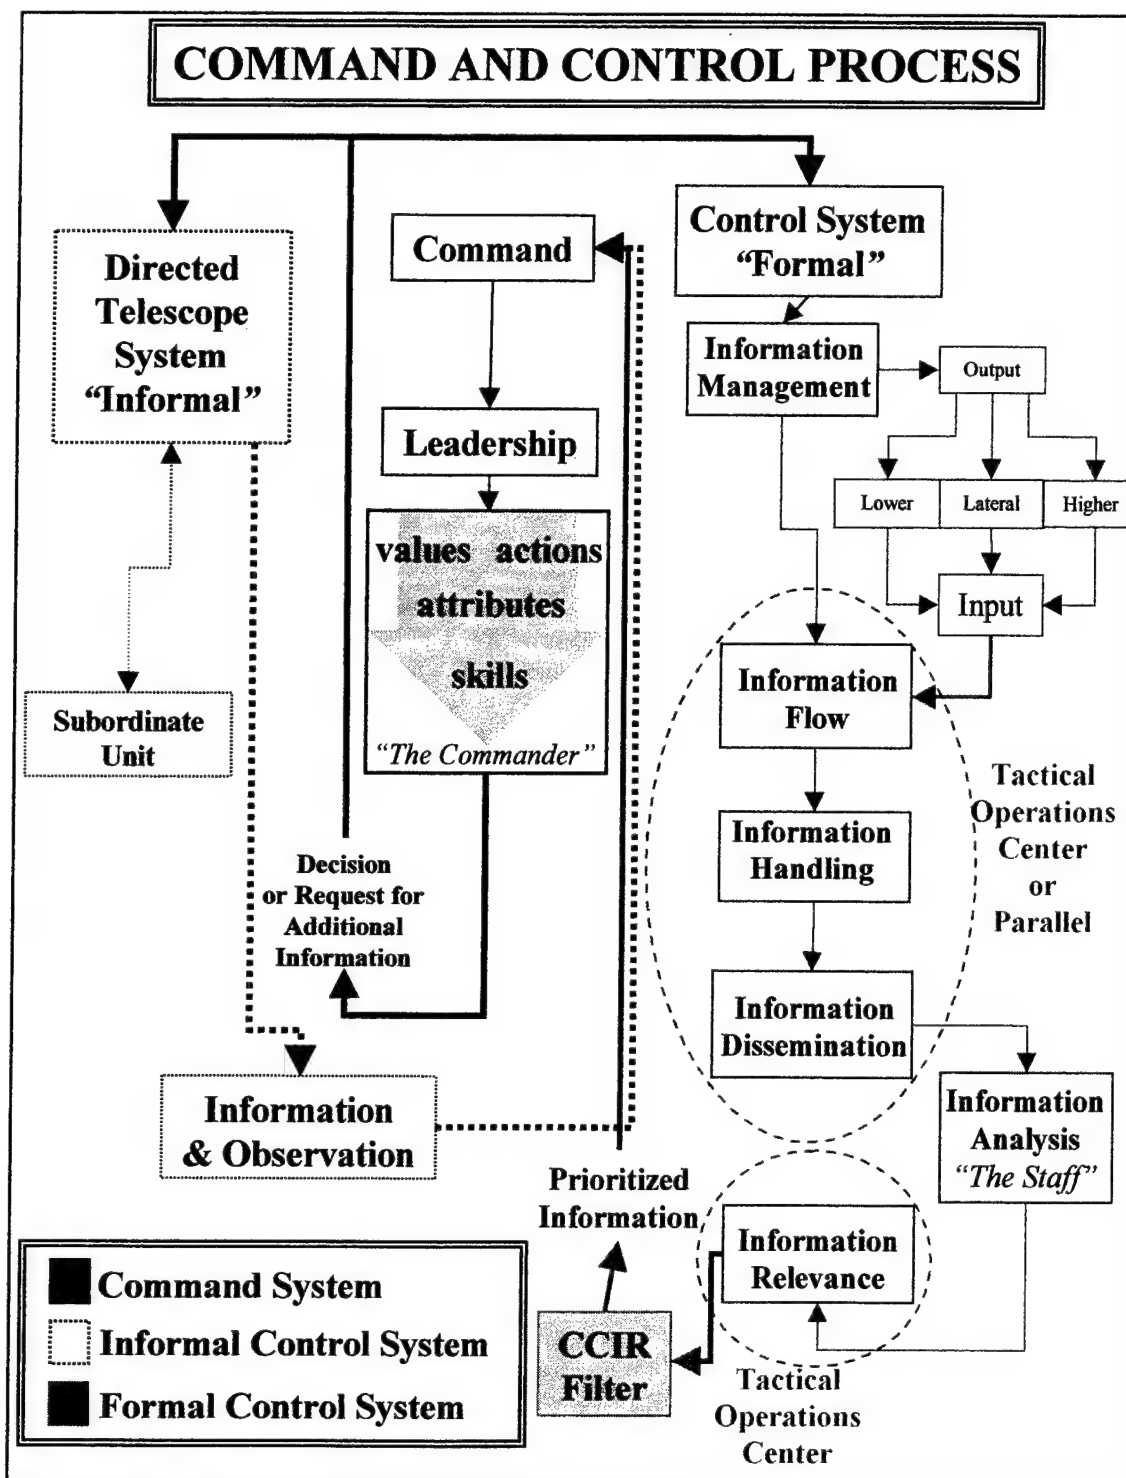 COMMAND AND CONTROL PROCESS
Directed
Telescope
System
“Informal”
Subordinate
Unit
Command
Leadership
values actions
attributes
skills
“The Commander”
Decision
or Request for
Additional
Information
Information
& Observation
Control System
“Formal”
Information
Management
Output
Lower
Lateral
Higher
Input
Information
Flow
Information
Handling
Information
Dissemination
Tactical
Operations
Center
or
Parallel
Information
Analysis
“The Staff”
Information
Relevance
Tactical
Operations
Center
CCIR
Filter
Prioritized
Information
Command System
Informal Control System
Formal Control System